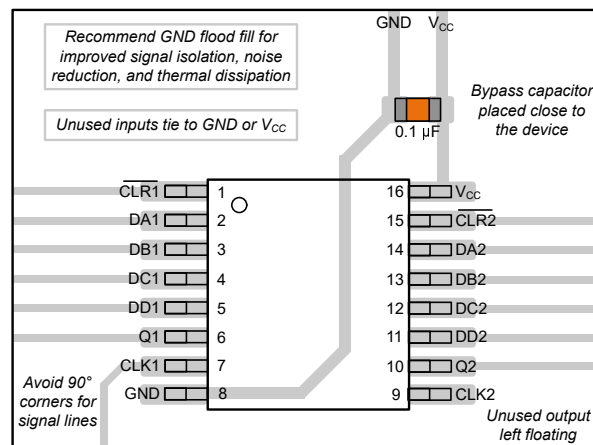 Recommend GND flood fill for
improved signal isolation, noise
reduction, and thermal dissipation
Unused inputs tie to GND or VCC
GND VCC
0.1 µF
Bypass capacitor
placed close to
the device
CLR1 1 16 VCC
DA1 2 15 CLR2
DB1 3 14 DA2
DC1 4 13 DB2
DD1 5 12 DC2
Q1 6 11 DD2
CLK1 7 10 Q2
GND 8 9 CLK2
Avoid 90°
corners for
signal lines
Unused output
left floating